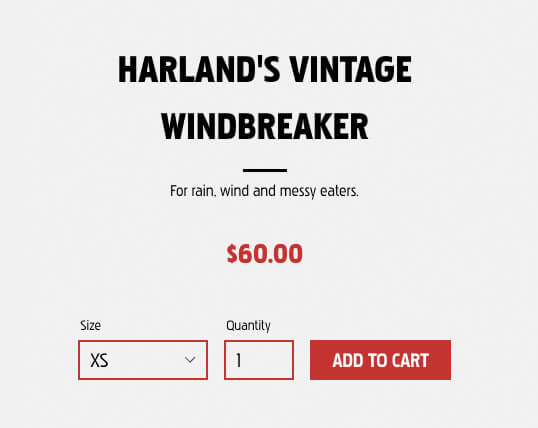 HARLAND'S VINTAGE
WINDBREAKER
For rain, wind and messy eaters.
$60.00
Size
Quantity
XS
1
ADD TO CART